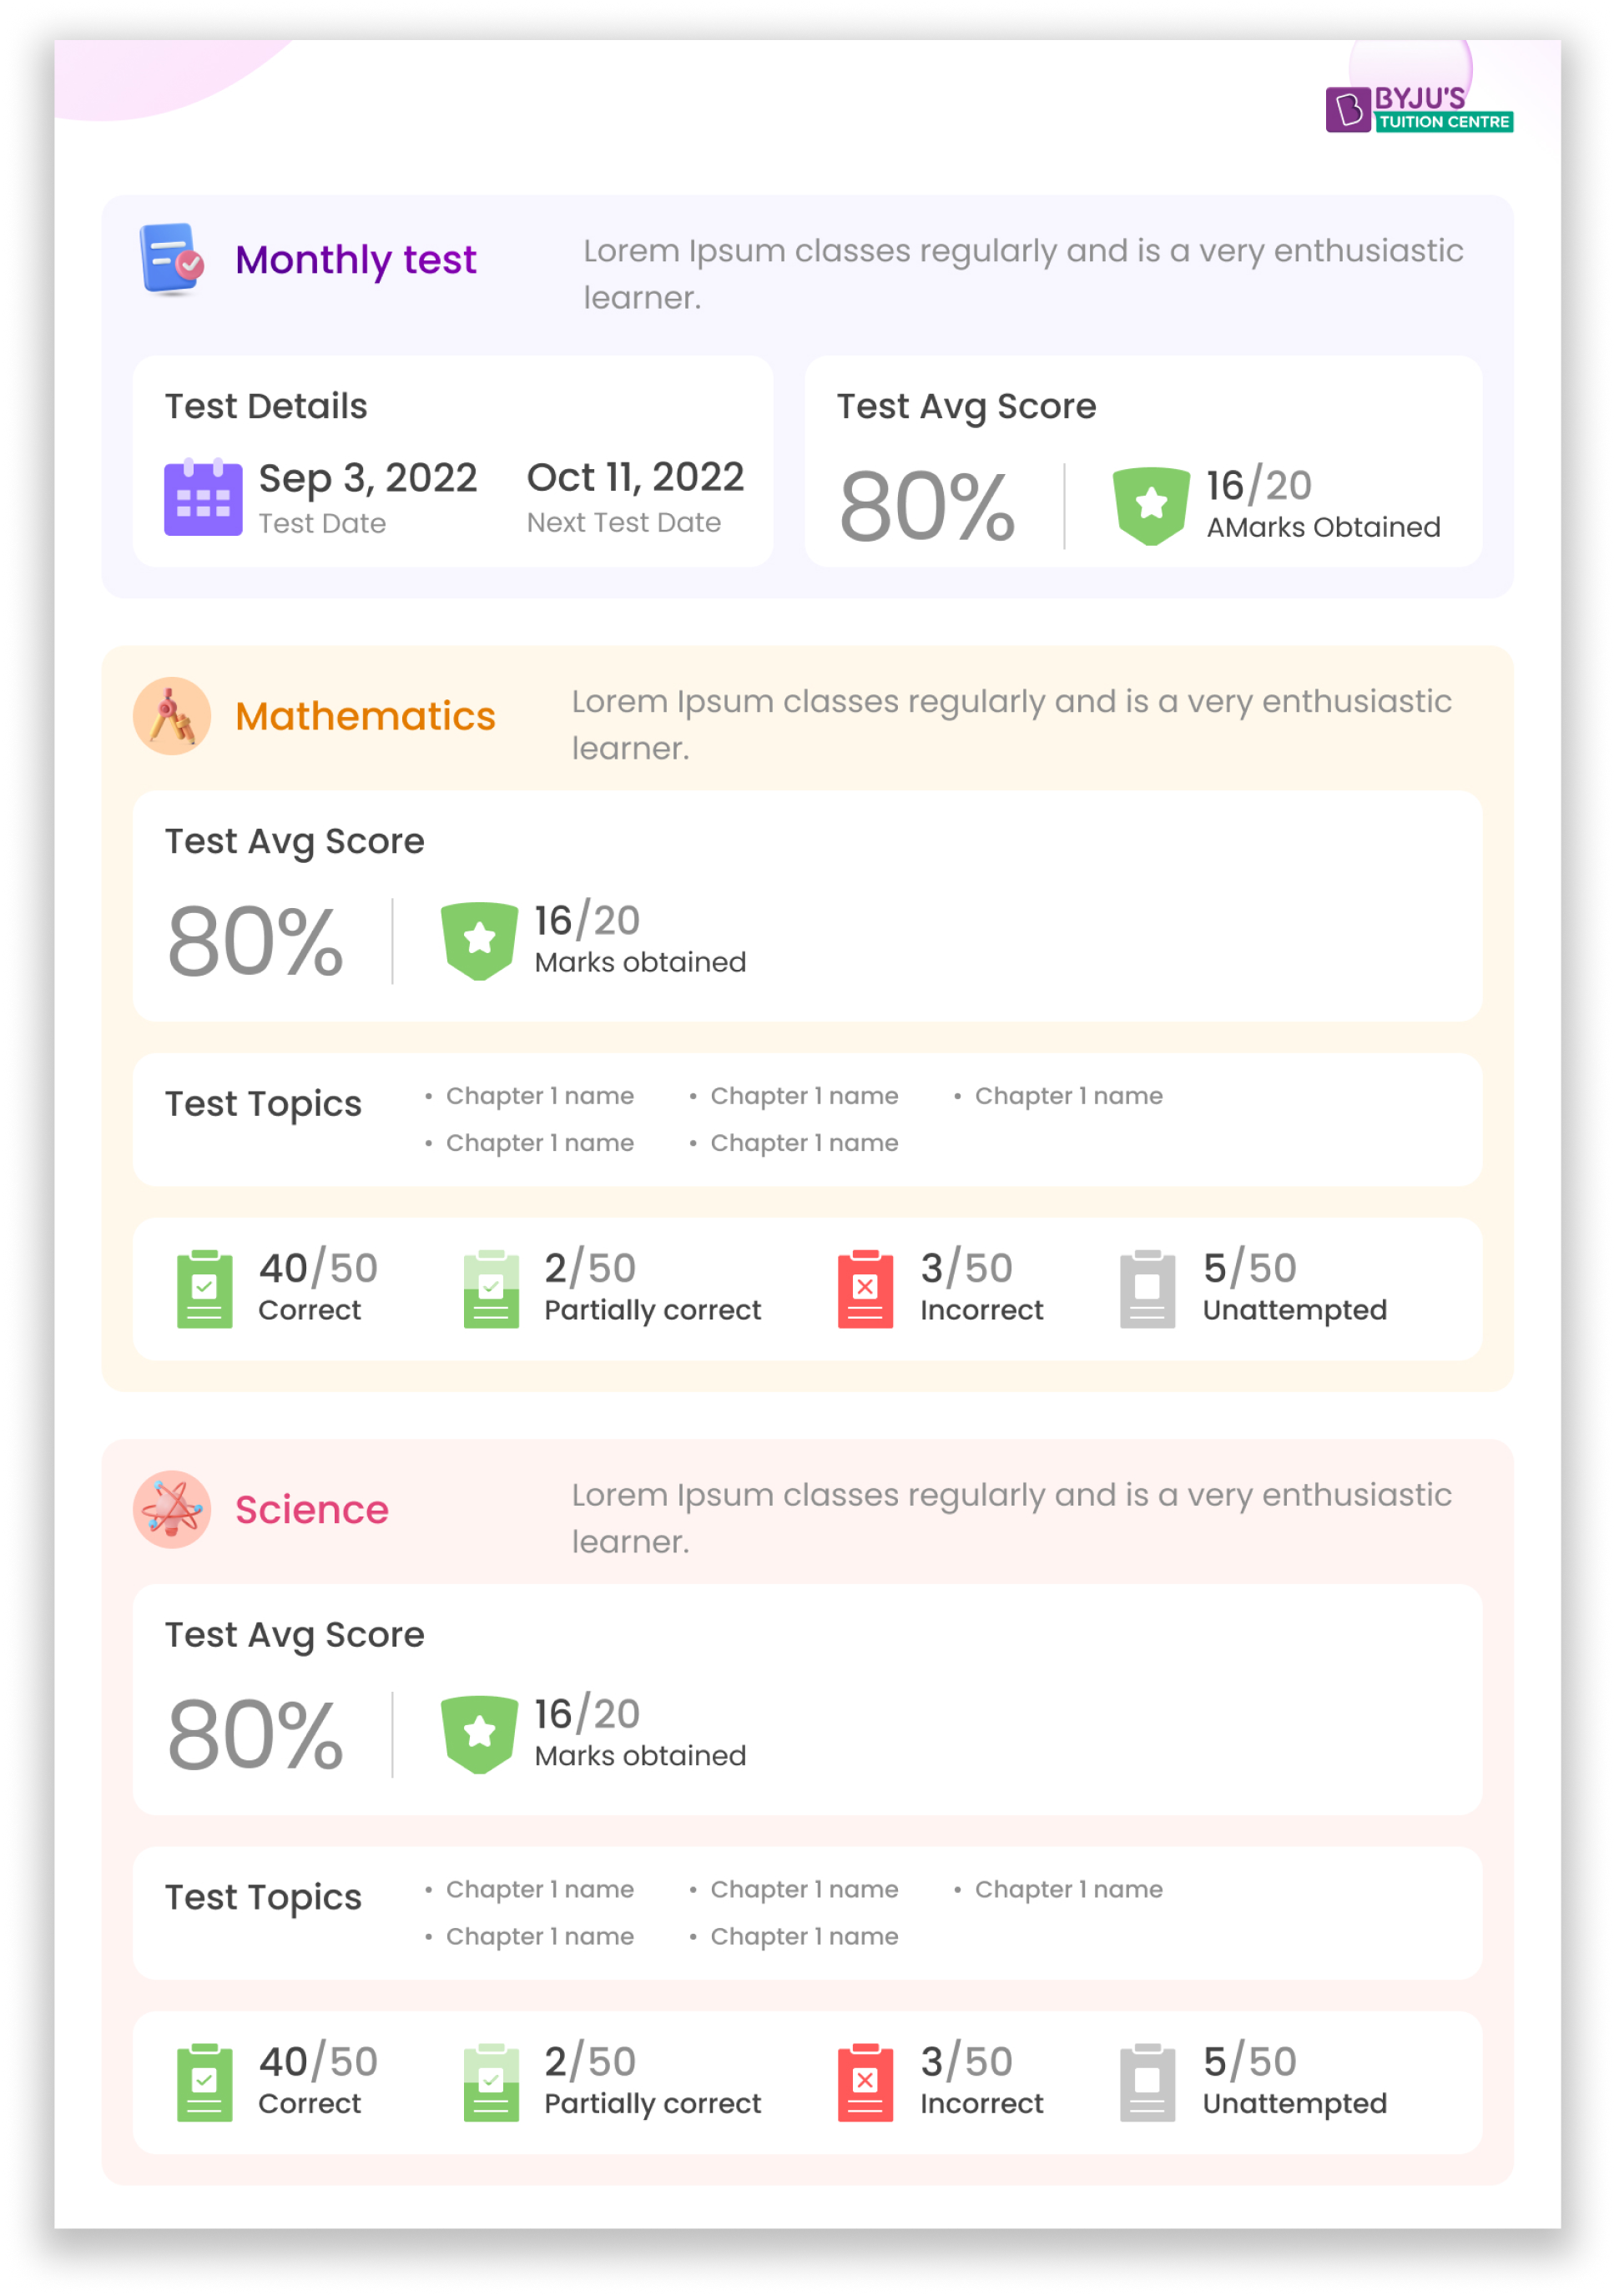 BYJU'S
TUITION CENTRE
Monthly test
Lorem Ipsum classes regularly and is a very enthusiastic
learner.
Test Details
Sep 3, 2022
Test Date
Oct 11, 2022
Next Test Date
Test Avg Score
80%
16/20
AMarks Obtained
Mathematics
Lorem Ipsum classes regularly and is a very enthusiastic
learner.
Test Avg Score
80%
16/20
Marks obtained
Test Topics
• Chapter 1 name • Chapter 1 name • Chapter 1 name
• Chapter 1 name • Chapter 1 name
40/50
Correct
2/50
Partially correct
3/50
Incorrect
5/50
Unattempted
Science
Lorem Ipsum classes regularly and is a very enthusiastic
learner.
Test Avg Score
80%
16/20
Marks obtained
Test Topics
• Chapter 1 name • Chapter 1 name • Chapter 1 name
• Chapter 1 name • Chapter 1 name
40/50
Correct
2/50
Partially correct
3/50
Incorrect
5/50
Unattempted